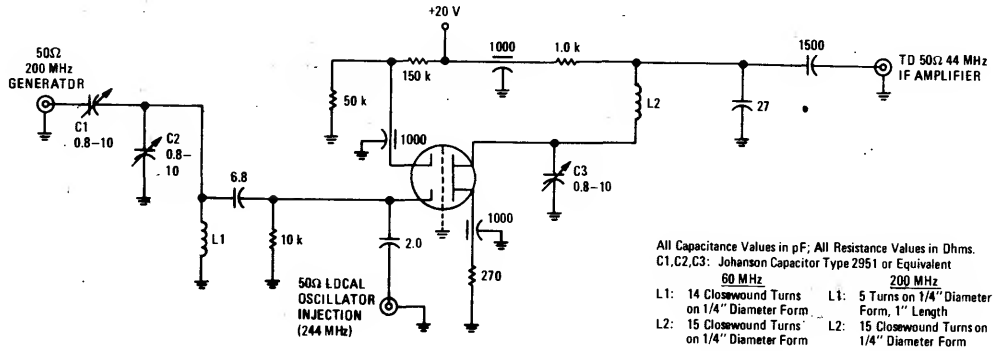 +20 V
50Ω
200 MHz
GENERATOR
C1
0.8–10
C2
0.8–
10
50 k
150 k
1000
1.0 k
1500
TD 50Ω 44 MHz
IF AMPLIFIER
L2
27
1000
C3
0.8–10
6.8
L1
10 k
2.0
1000
270
50Ω LDCAL
OSCILLATOR
INJECTION
(244 MHz)
All Capacitance Values in pF; All Resistance Values in Dhms.
C1,C2,C3: Johanson Capacitor Type 2951 or Equivalent
60 MHz
L1: 14 Closewound Turns
on 1/4" Diameter Form
L2: 15 Closewound Turns
on 1/4" Diameter Form
200 MHz
L1: 5 Turns on 1/4" Diameter
Form, 1" Length
L2: 15 Closewound Turns on
1/4" Diameter Form